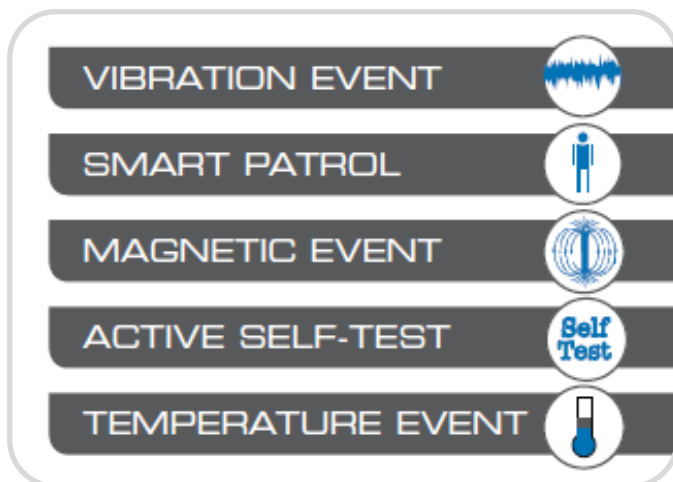 VIBRATION EVENT
SMART PATROL
MAGNETIC EVENT
ACTIVE SELF-TEST
Self
Test
TEMPERATURE EVENT